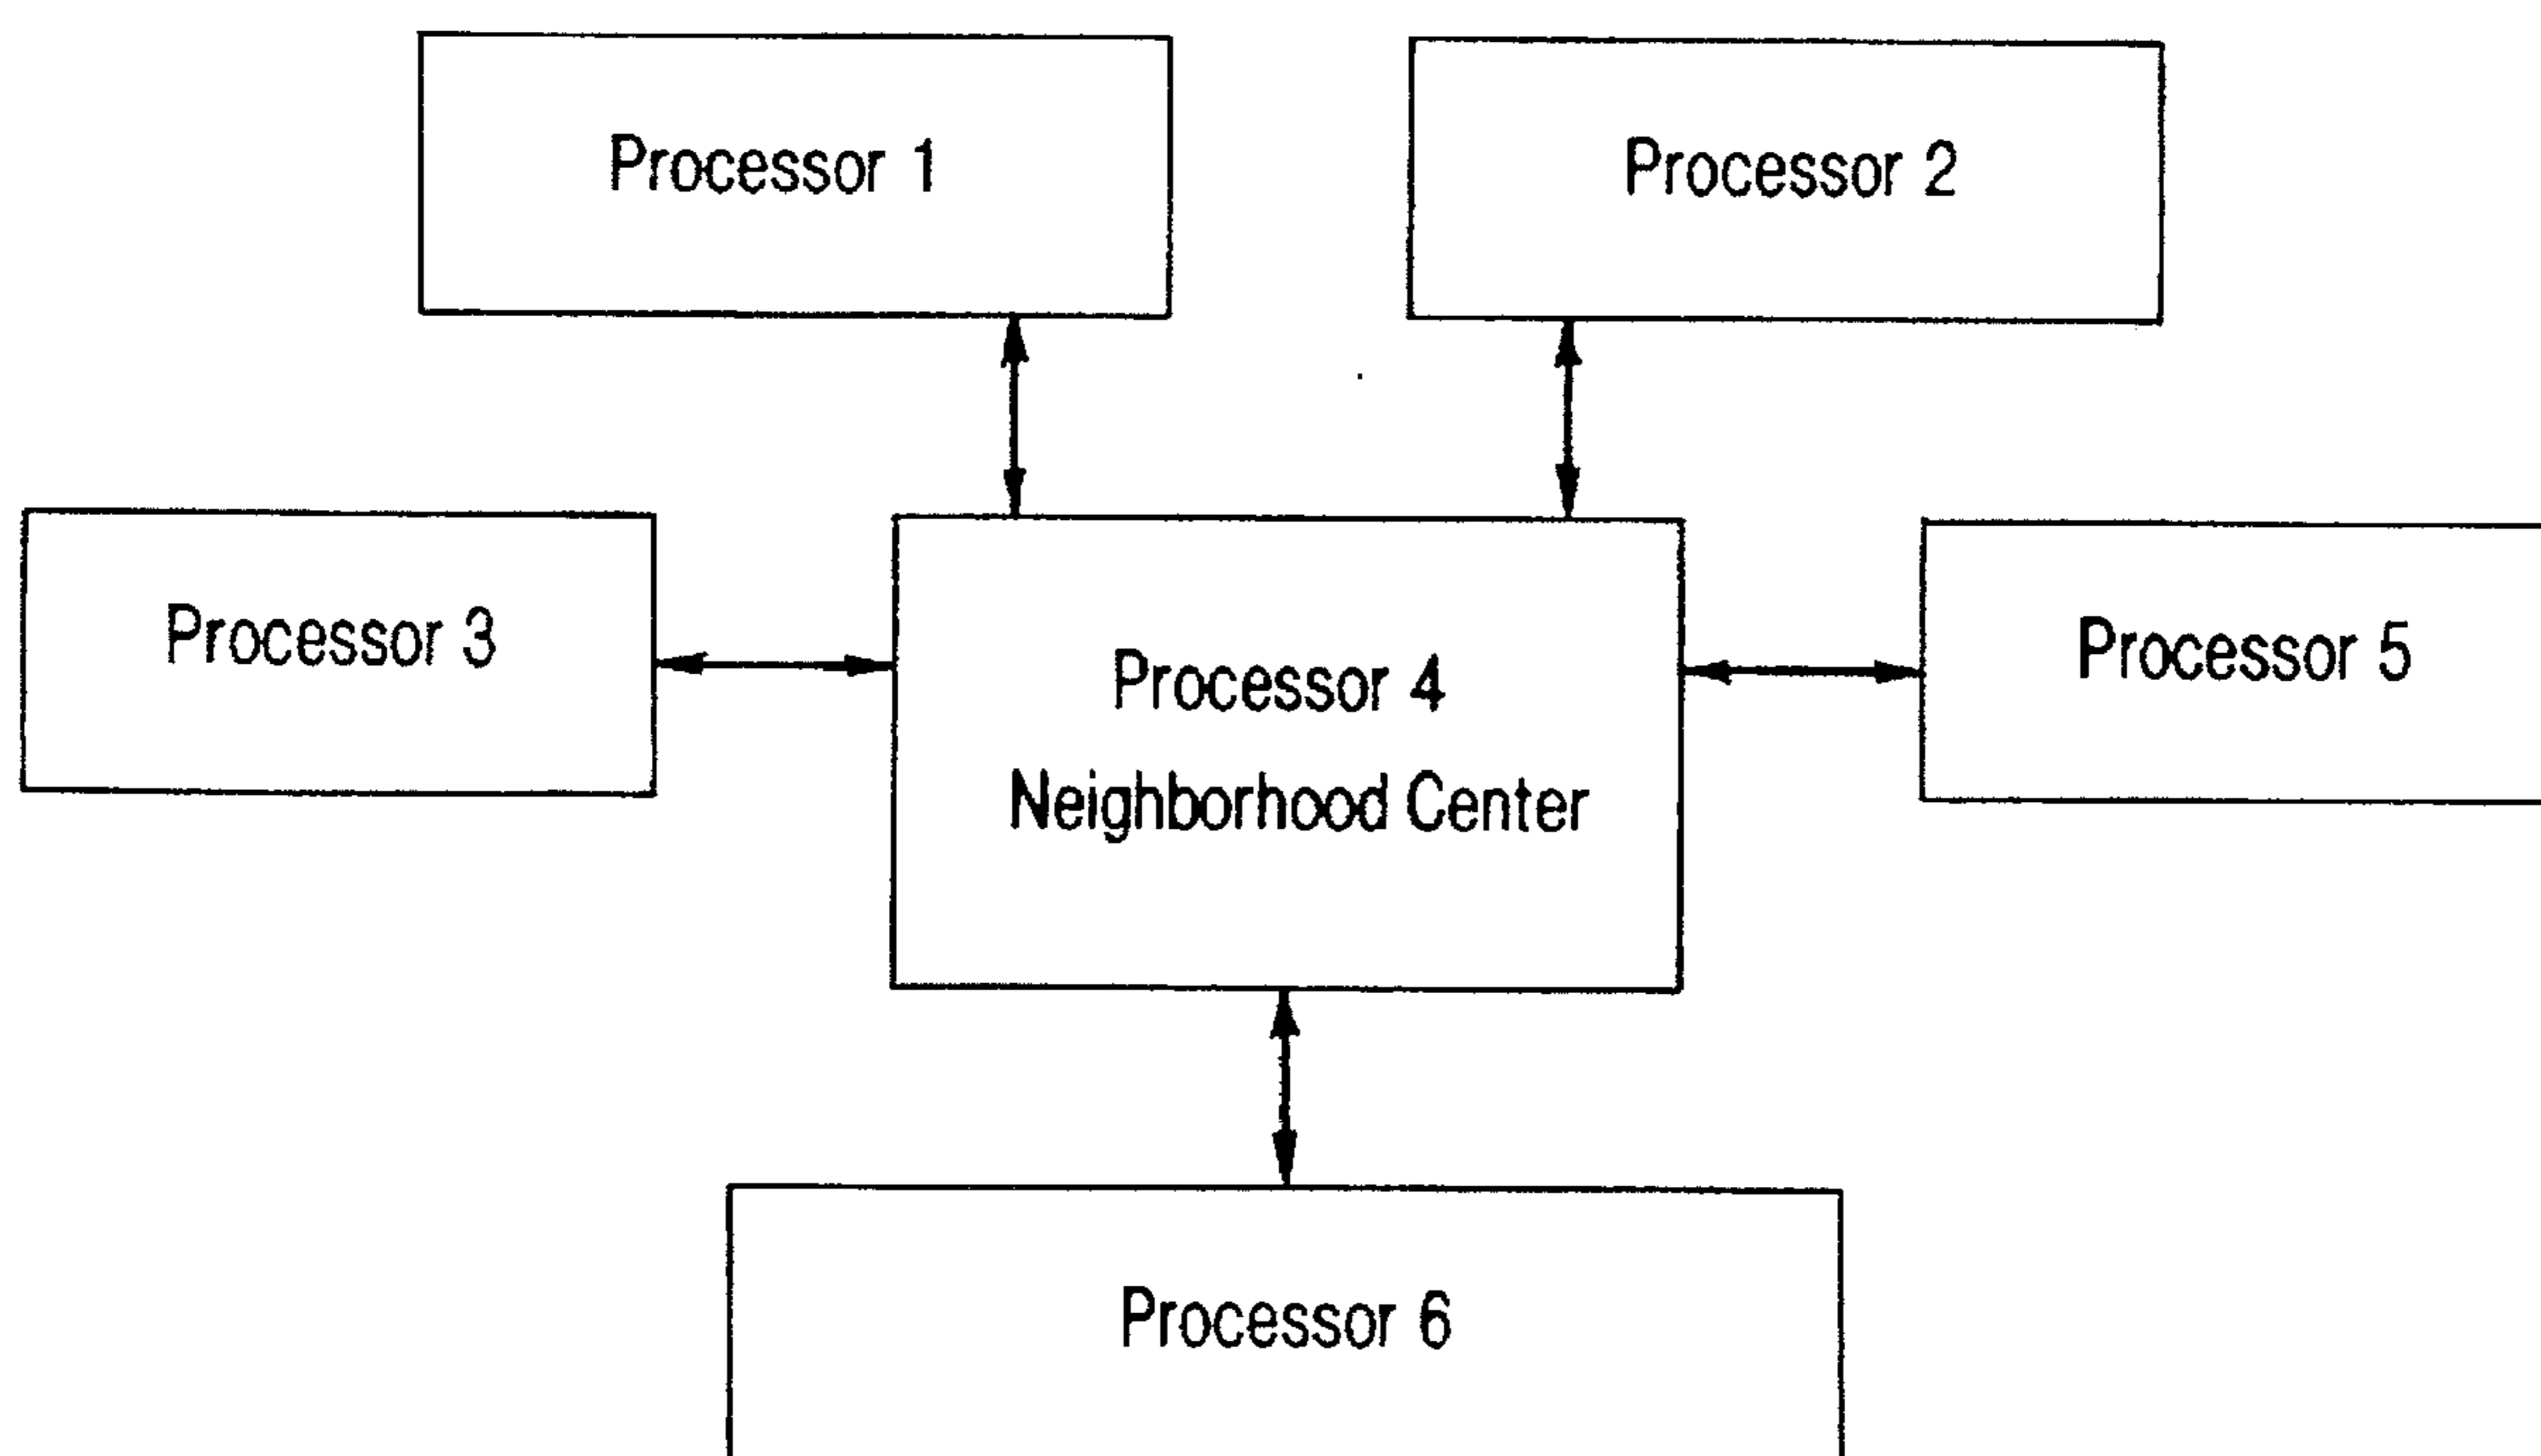 Processor 1
Processor 2
Processor 3
Processor 4
Neighborhood Center
Processor 5
Processor 6